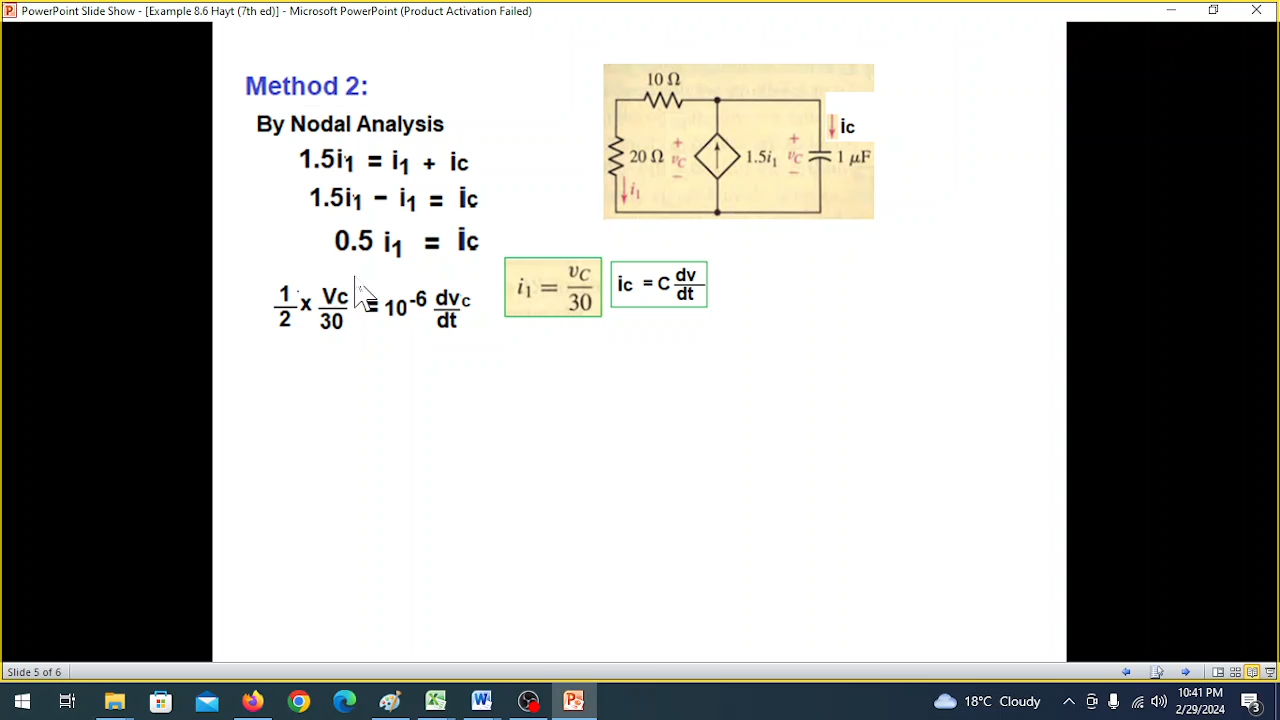 PowerPoint Slide Show - [Example 8.6 Hayt (7th ed)] - Microsoft PowerPoint (Product Activation Failed)
Method 2:
By Nodal Analysis
1.5i1 = i1 + ic
1.5i1 - i1 = ic
0.5 i1 = ic
1/2 x Vc/30 = 10^-6 dvc/dt
10 Ω
20 Ω
i1
+
vC
-
1.5i1
+
vC
-
1 μF
ic
i1 = vC/30
ic = C dv/dt
Slide 5 of 6
18°C Cloudy
10:41 PM
2/29/2024
3